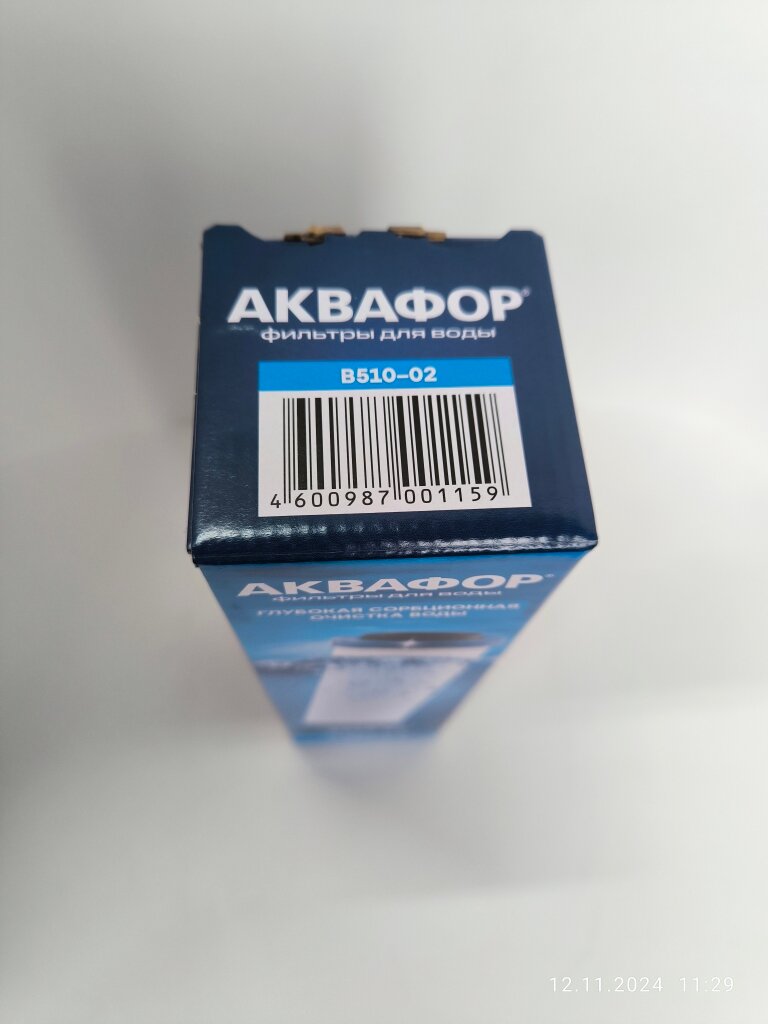 АКВАФОР®
фильтры для воды
B510–02
4 600987 001159
АКВАФОР®
фильтры для воды
ГЛУБОКАЯ СОРБЦИОННАЯ
ОЧИСТКА ВОДЫ
12.11.2024 11:29